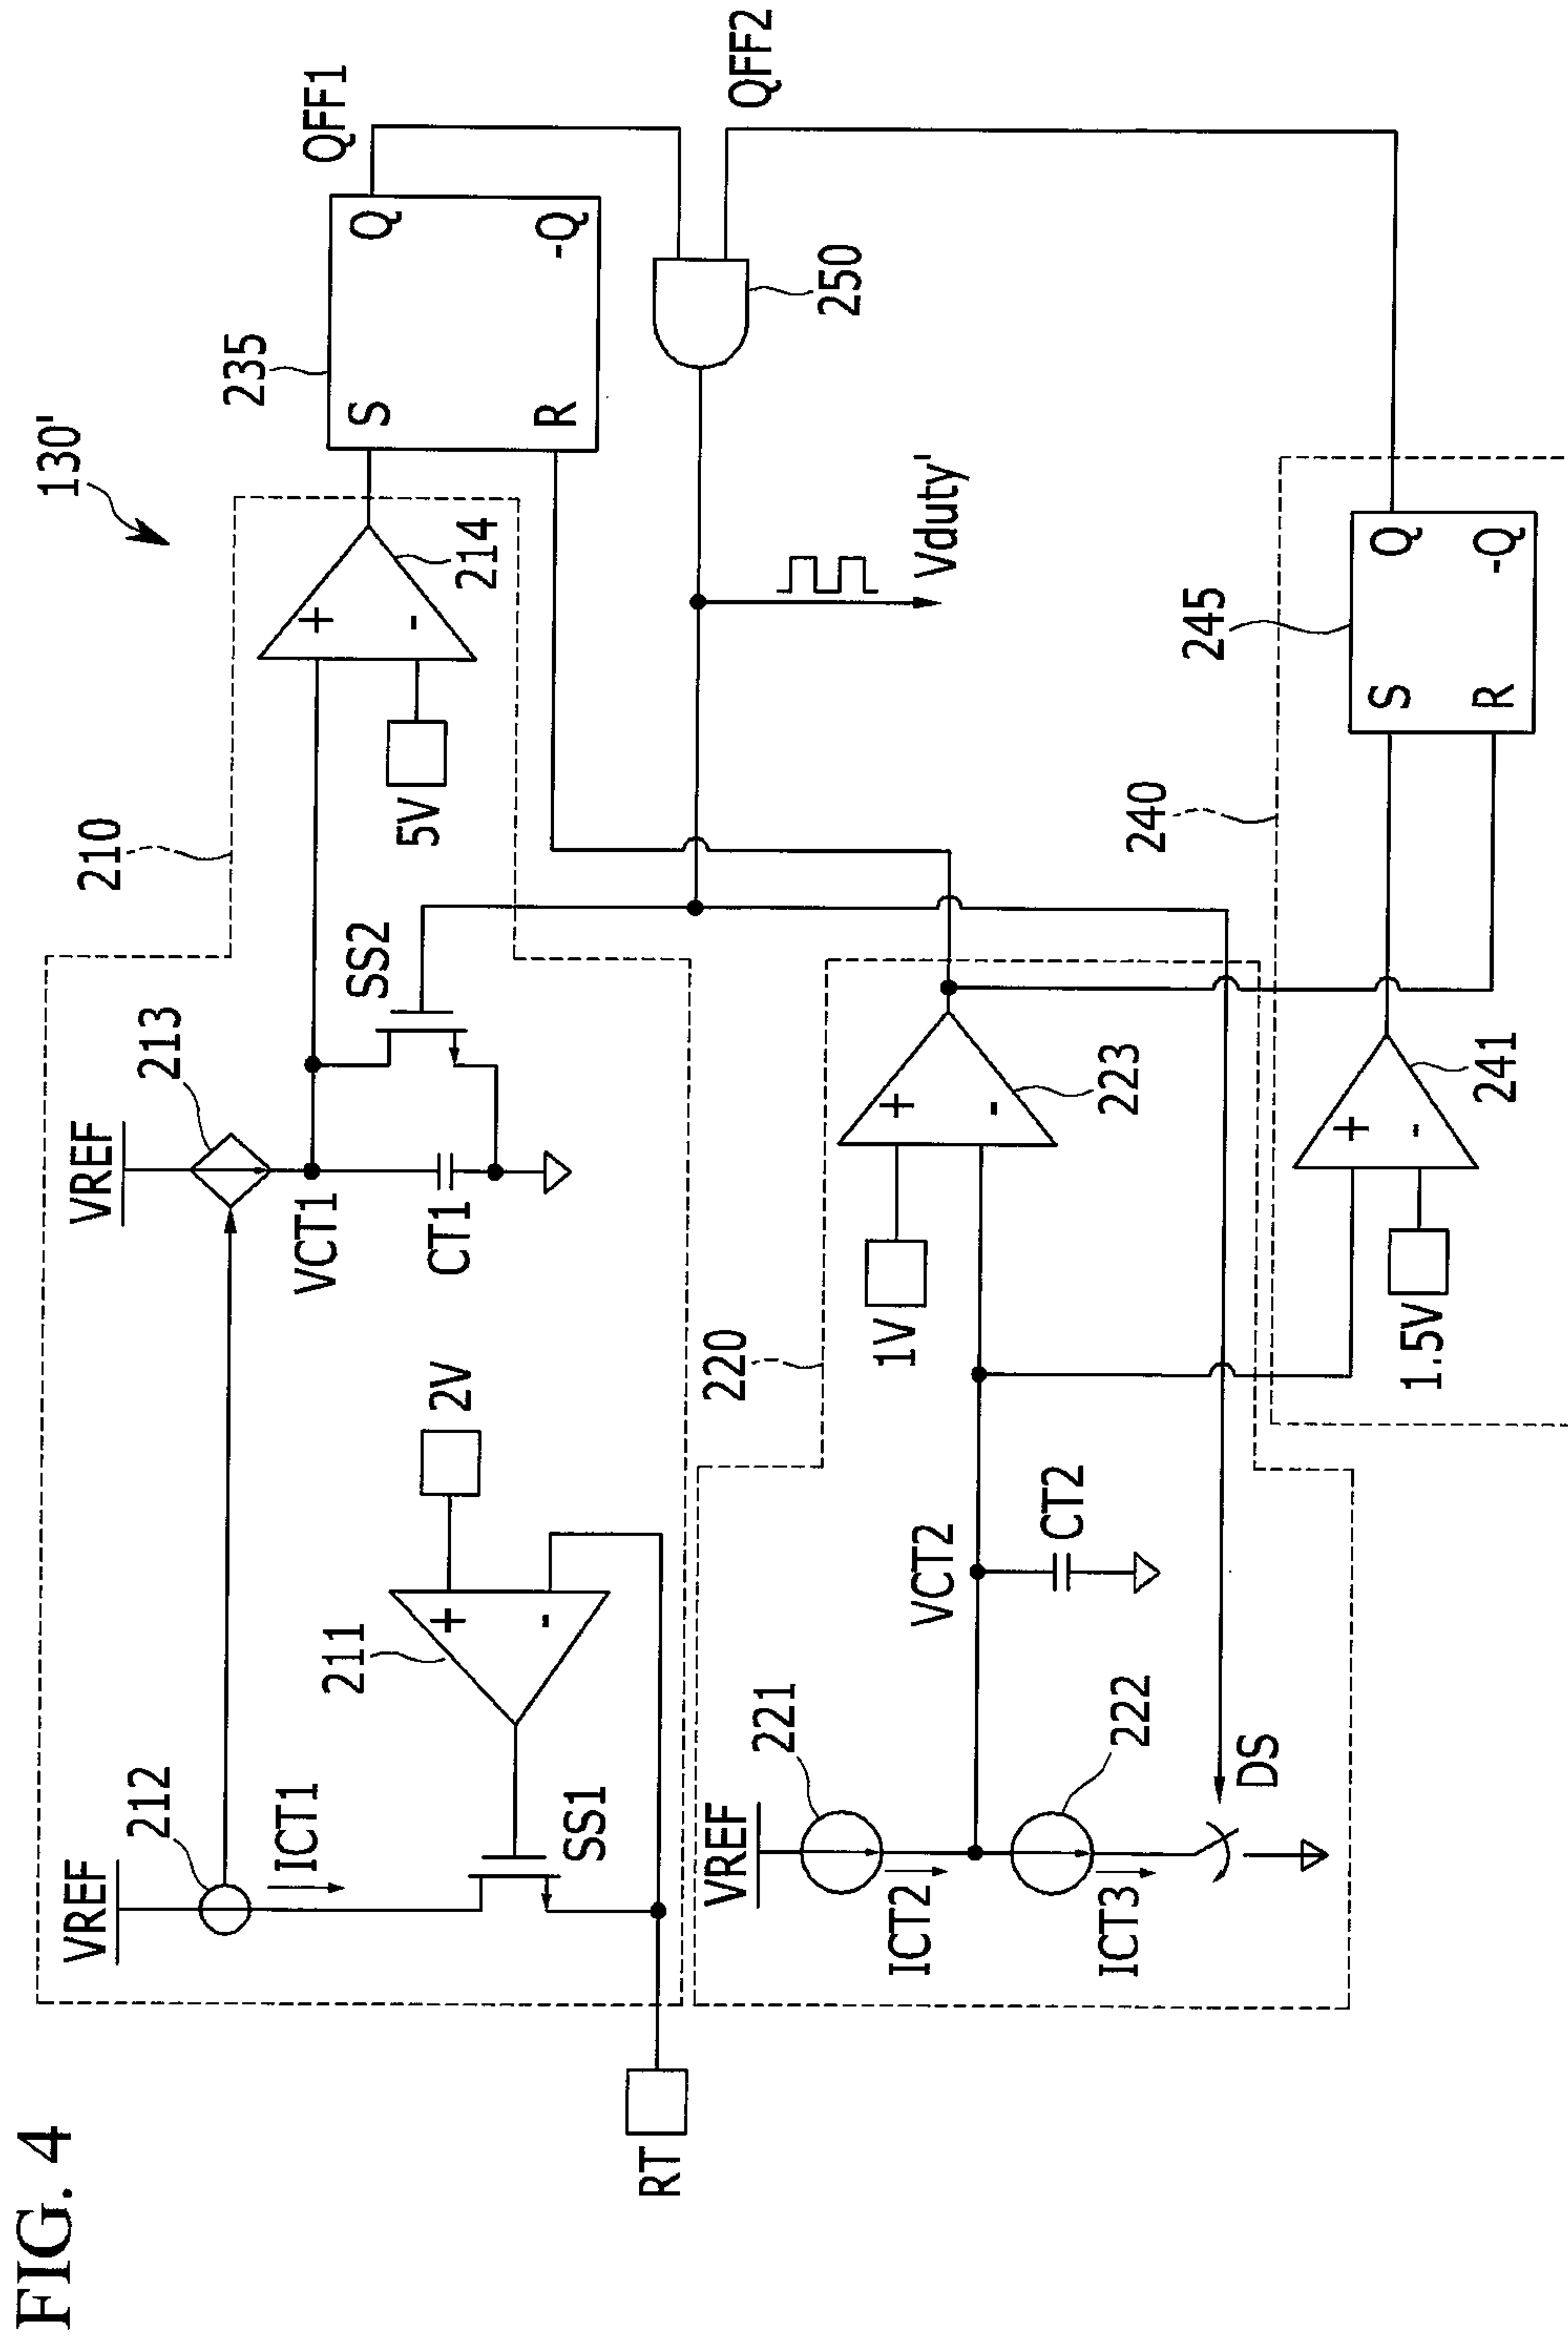 FIG. 4
130'
210
VREF
212
ICT1
SS1
211
2V
VREF
213
VCT1
CT1
SS2
+
-
5V
+
-
214
235
S
Q
R
-Q
QFF1
RT
220
VREF
221
ICT2
222
ICT3
DS
VCT2
CT2
1V
+
-
223
Vduty'
250
QFF2
240
1.5V
+
-
241
245
S
Q
R
-Q